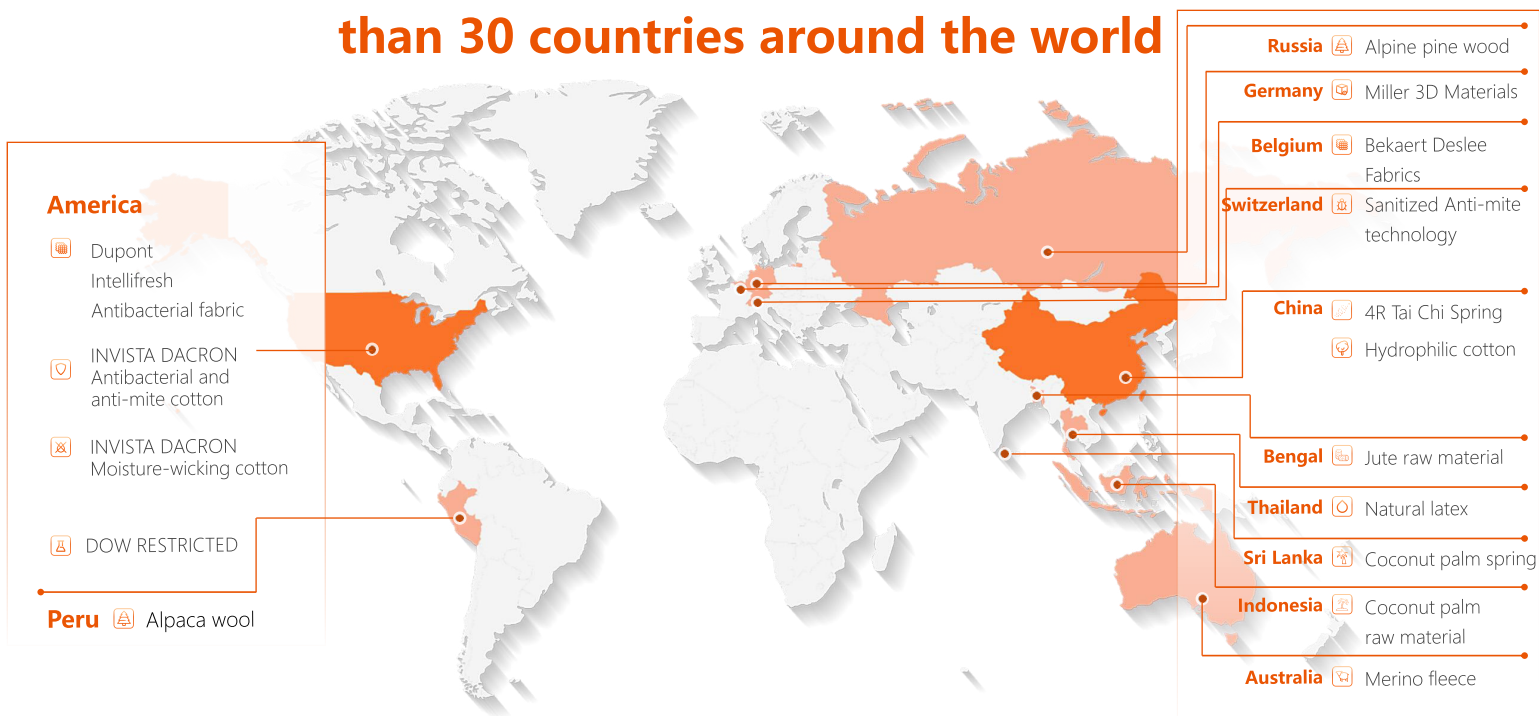 than 30 countries around the world
America
Dupont
Intellifresh
Antibacterial fabric
INVISTA DACRON
Antibacterial and
anti-mite cotton
INVISTA DACRON
Moisture-wicking cotton
DOW RESTRICTED
Peru Alpaca wool
Russia Alpine pine wood
Germany Miller 3D Materials
Belgium Bekaert Deslee
Fabrics
Switzerland Sanitized Anti-mite
technology
China 4R Tai Chi Spring
Hydrophilic cotton
Bengal Jute raw material
Thailand Natural latex
Sri Lanka Coconut palm spring
Indonesia Coconut palm
raw material
Australia Merino fleece